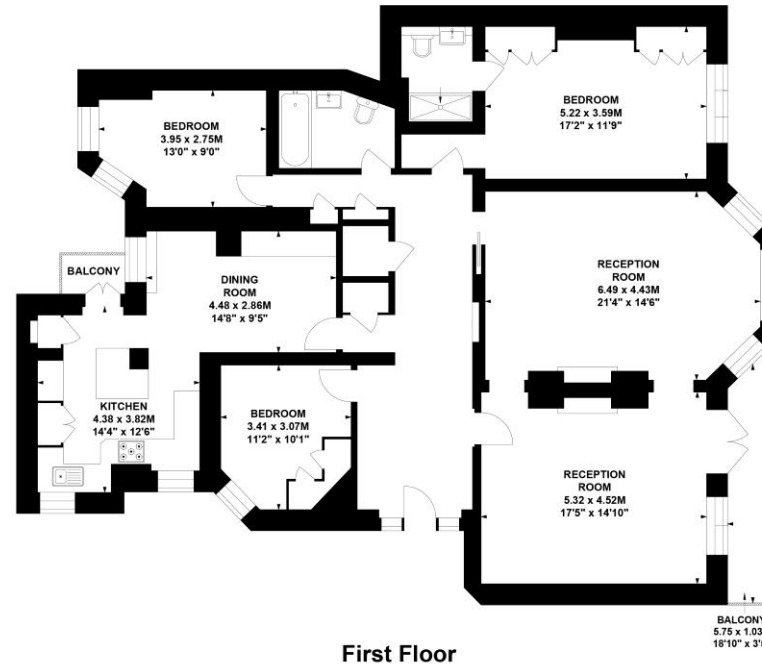 BEDROOM
5.22 x 3.59M
17'2" x 11'9"
BEDROOM
3.95 x 2.75M
13'0" x 9'0"
BALCONY
DINING
ROOM
4.48 x 2.86M
14'8" x 9'5"
RECEPTION
ROOM
6.49 x 4.43M
21'4" x 14'6"
KITCHEN
4.38 x 3.82M
14'4" x 12'6"
BEDROOM
3.41 x 3.07M
11'2" x 10'1"
RECEPTION
ROOM
5.32 x 4.52M
17'5" x 14'10"
BALCONY
5.75 x 1.03
18'10" x 3'
First Floor